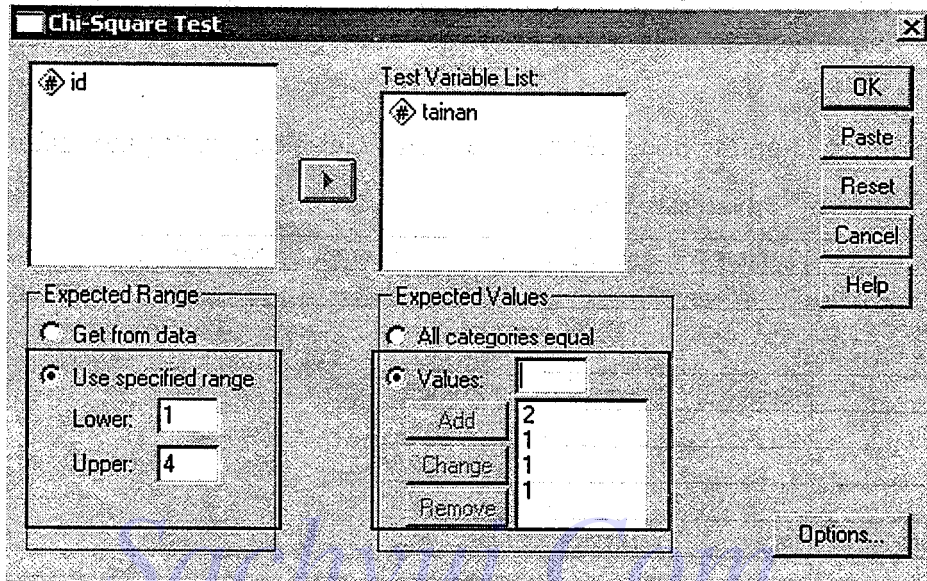 Chi-Square Test
# id
Test Variable List:
# tainan
OK
Paste
Reset
Cancel
Help
Expected Range
Get from data
Use specified range
Lower: 1
Upper: 4
Expected Values
All categories equal
Values:
Add
Change
Remove
2
1
1
1
Options...
Sachvui.Com